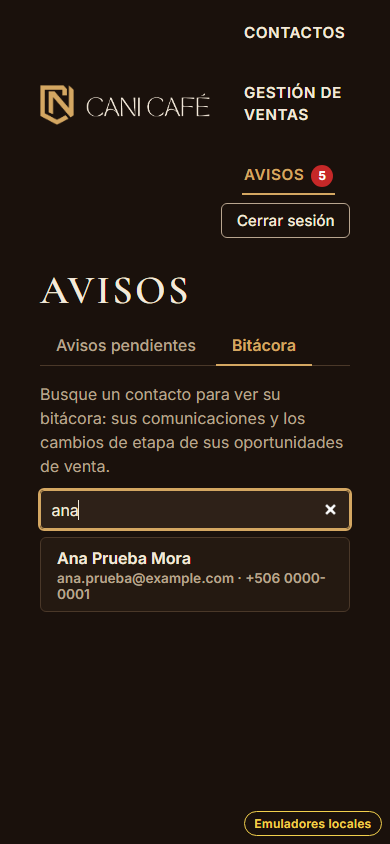 CONTACTOS
GESTIÓN DE
VENTAS
CANI CAFÉ
AVISOS 5
Cerrar sesión
AVISOS
Avisos pendientes Bitácora
Busque un contacto para ver su
bitácora: sus comunicaciones y los
cambios de etapa de sus oportunidades
de venta.
ana
Ana Prueba Mora
ana.prueba@example.com · +506 0000-
0001
Emuladores locales